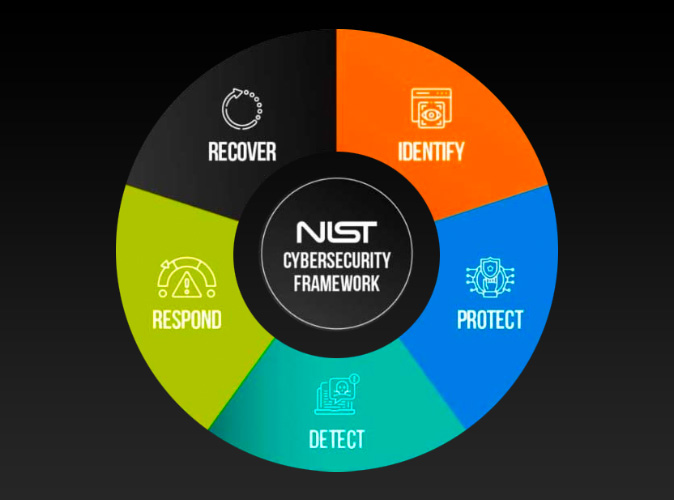 RECOVER
IDENTIFY
NIST
CYBERSECURITY
FRAMEWORK
RESPOND
PROTECT
DETECT